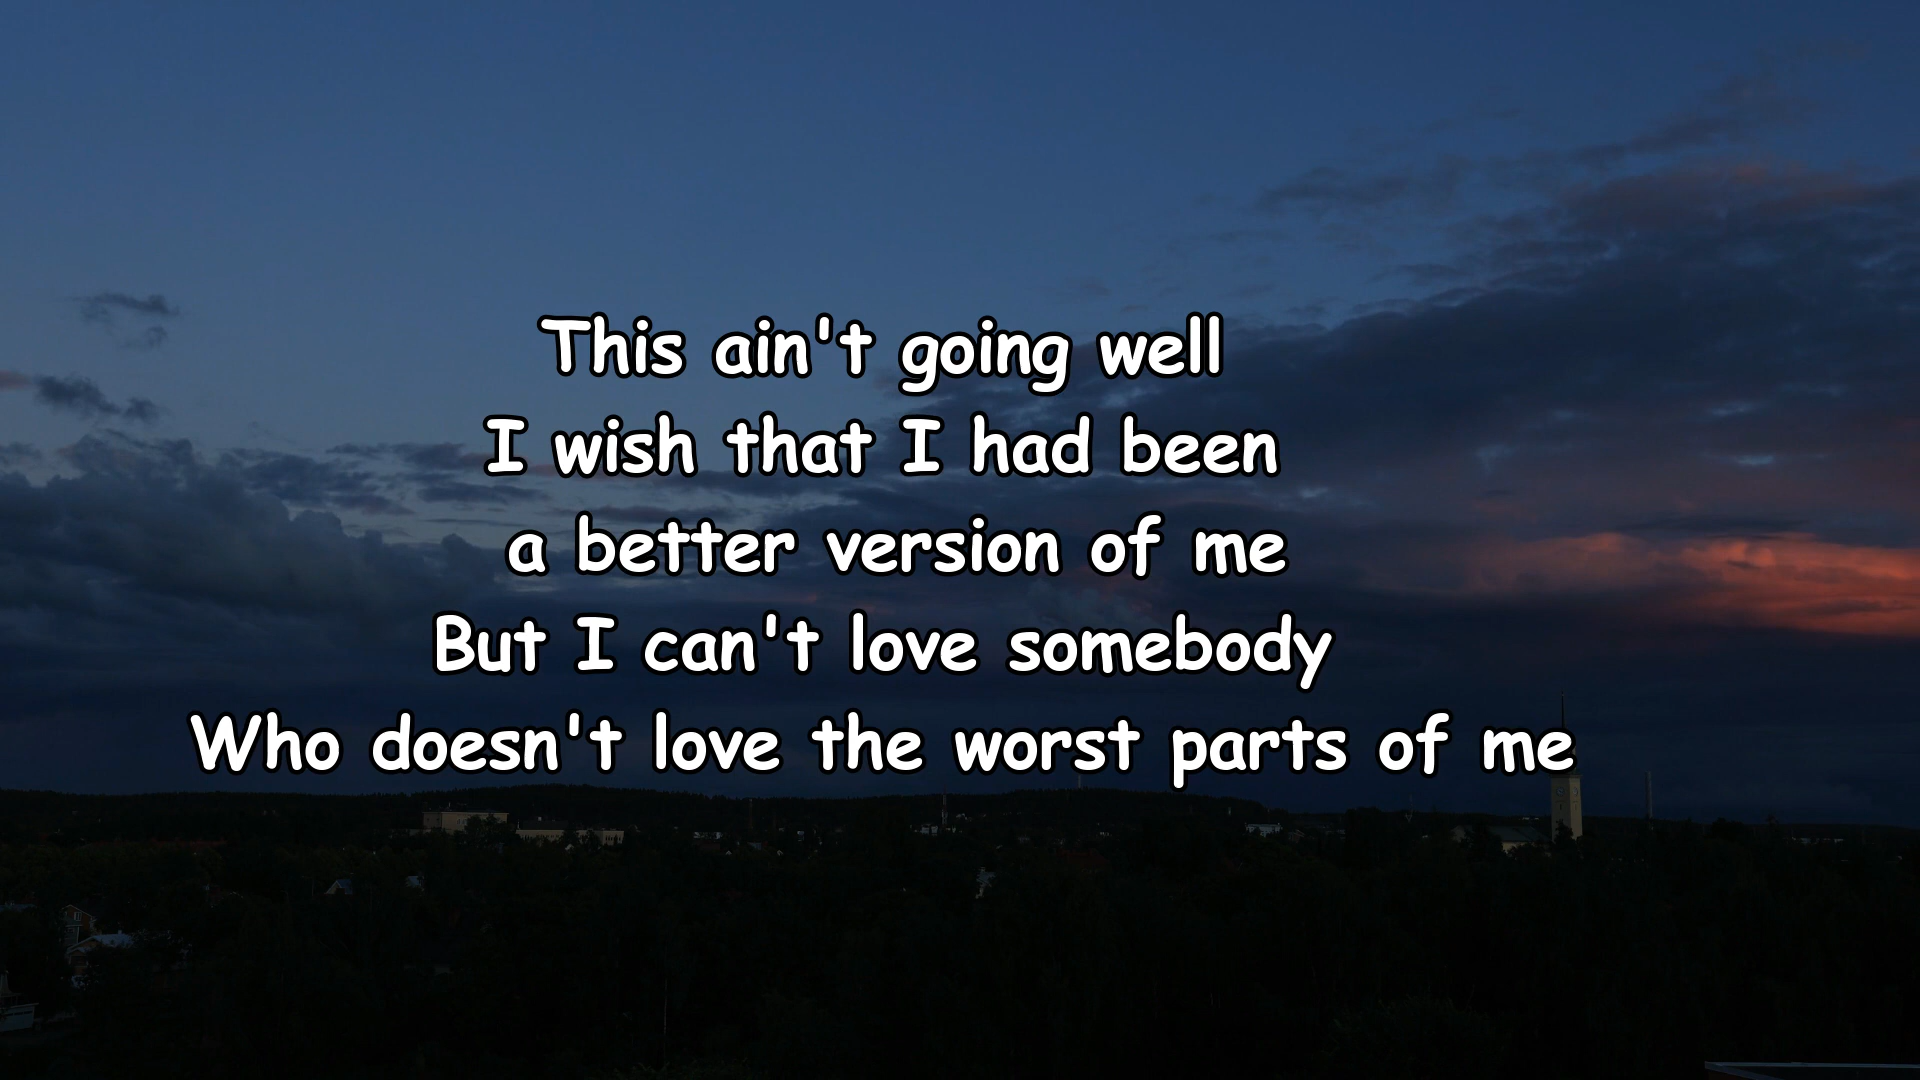 This ain't going well
I wish that I had been
a better version of me
But I can't love somebody
Who doesn't love the worst parts of me